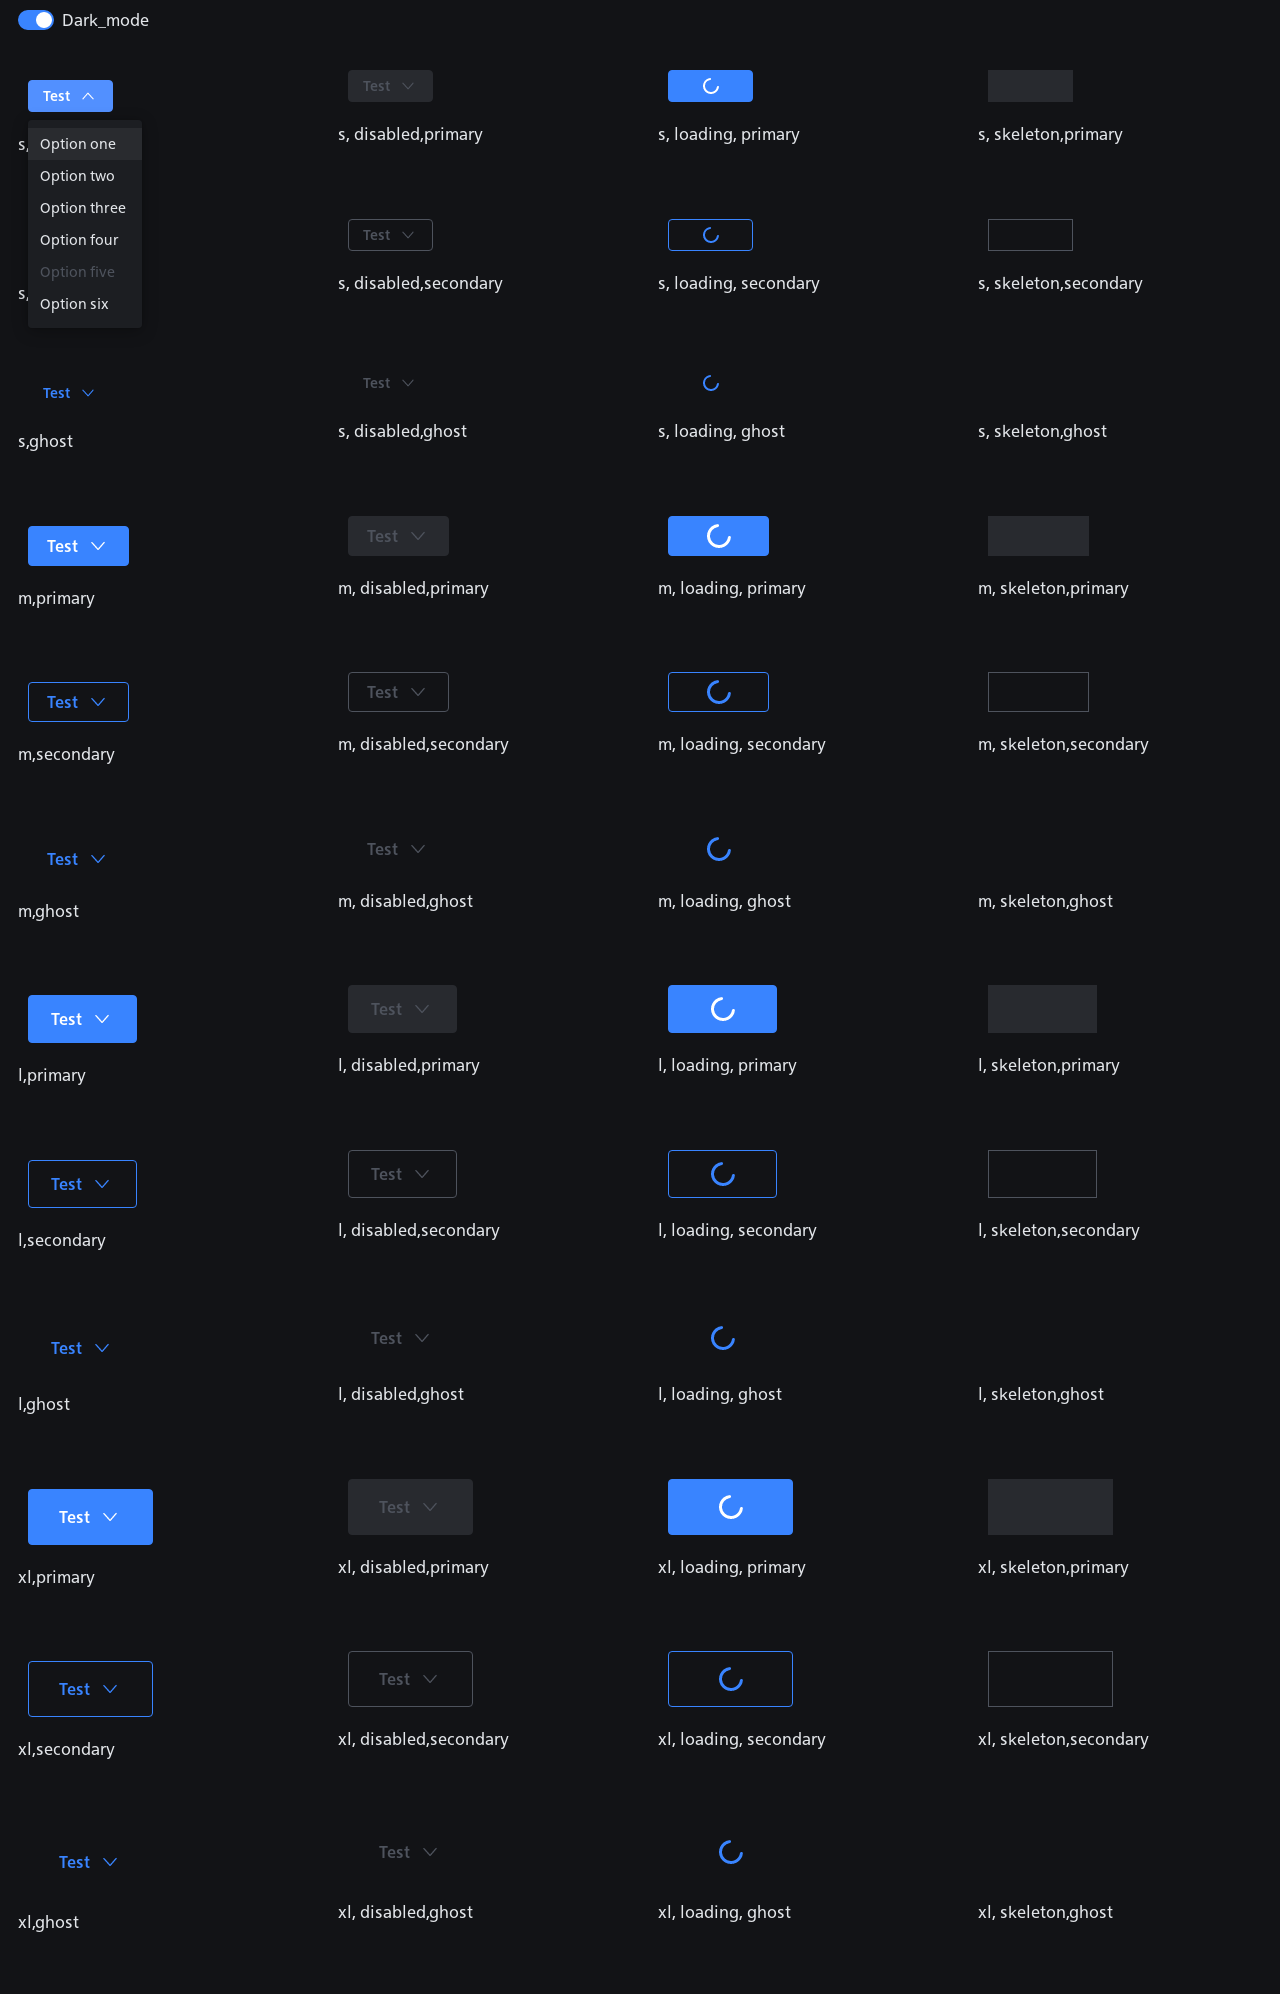 Dark_mode
Test
Test
s,
s, disabled,primary
s, loading, primary
s, skeleton,primary
Option one
Option two
Option three
Option four
Option five
Option six
Test
s,
s, disabled,secondary
s, loading, secondary
s, skeleton,secondary
Test
Test
s,ghost
s, disabled,ghost
s, loading, ghost
s, skeleton,ghost
Test
Test
m,primary
m, disabled,primary
m, loading, primary
m, skeleton,primary
Test
Test
m,secondary
m, disabled,secondary
m, loading, secondary
m, skeleton,secondary
Test
Test
m,ghost
m, disabled,ghost
m, loading, ghost
m, skeleton,ghost
Test
Test
l,primary
l, disabled,primary
l, loading, primary
l, skeleton,primary
Test
Test
l,secondary
l, disabled,secondary
l, loading, secondary
l, skeleton,secondary
Test
Test
l,ghost
l, disabled,ghost
l, loading, ghost
l, skeleton,ghost
Test
Test
xl,primary
xl, disabled,primary
xl, loading, primary
xl, skeleton,primary
Test
Test
xl,secondary
xl, disabled,secondary
xl, loading, secondary
xl, skeleton,secondary
Test
Test
xl,ghost
xl, disabled,ghost
xl, loading, ghost
xl, skeleton,ghost